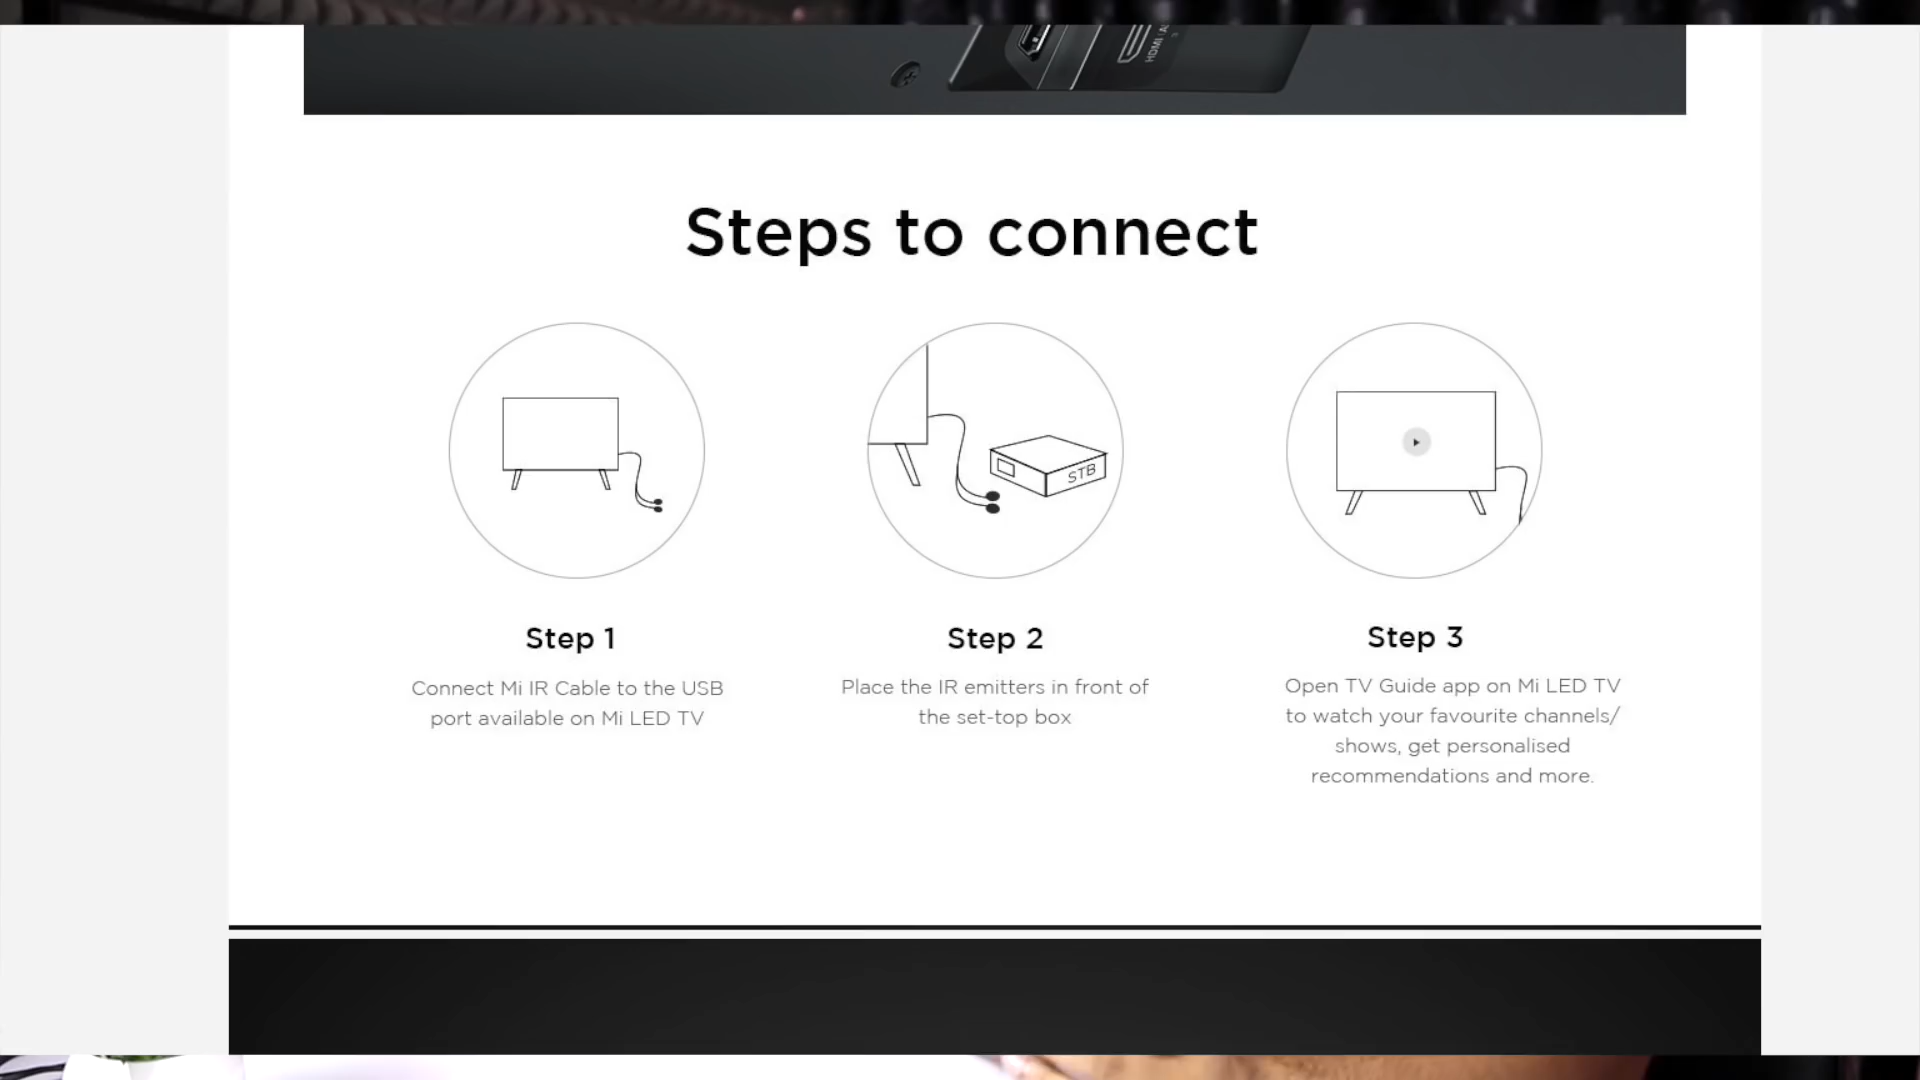 HDMI (A
Steps to connect
STB
Step 1
Connect Mi IR Cable to the USB
port available on Mi LED TV
Step 2
Place the IR emitters in front of
the set-top box
Step 3
Open TV Guide app on Mi LED TV
to watch your favourite channels/
shows, get personalised
recommendations and more.